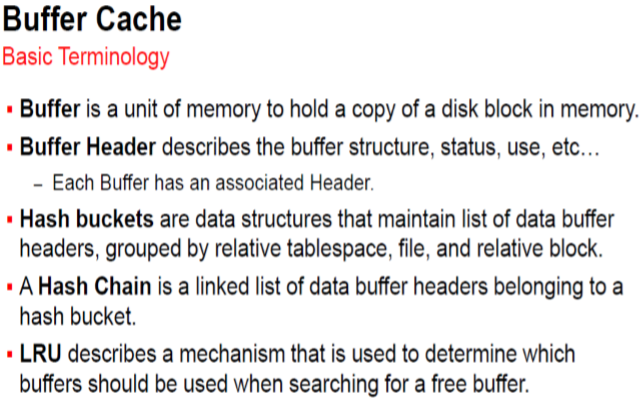 Buffer Cache
Basic Terminology
▪ Buffer is a unit of memory to hold a copy of a disk block in memory.
▪ Buffer Header describes the buffer structure, status, use, etc…
– Each Buffer has an associated Header.
▪ Hash buckets are data structures that maintain list of data buffer
headers, grouped by relative tablespace, file, and relative block.
▪ A Hash Chain is a linked list of data buffer headers belonging to a
hash bucket.
▪ LRU describes a mechanism that is used to determine which
buffers should be used when searching for a free buffer.